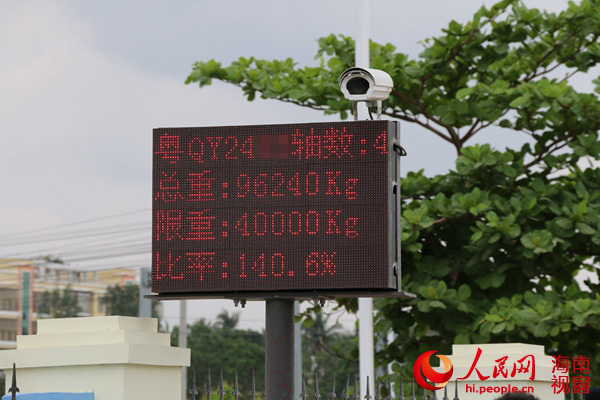 粤QY24 轴数:4
总重:96240Kg
限重:40000Kg
比率:140.6%
人民网
hi.people.cn
海南
视窗